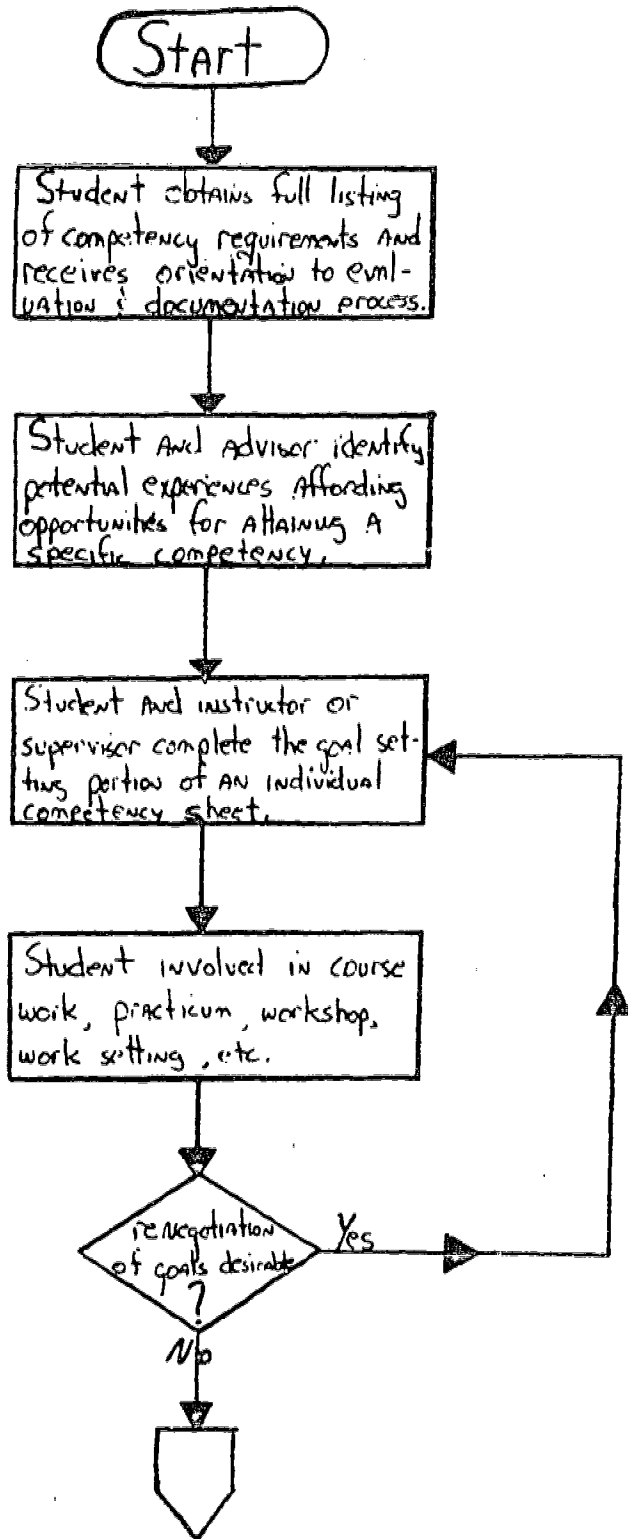 Start
Student obtains full listing
of competency requirements and
receives orientation to eval-
uation & documentation process.
Student and advisor identify
potential experiences affording
opportunities for attaining a
specific competency.
Student and instructor or
supervisor complete the goal set-
ting portion of an individual
competency sheet.
Student involved in course
work, practicum, workshop,
work setting, etc.
renegotiation
of goals desirable
?
Yes
No